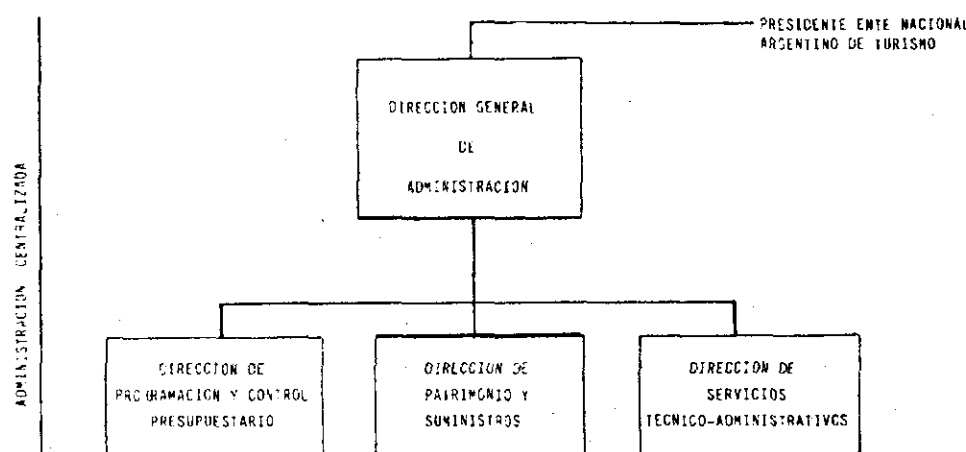 PRESIDENTE ENTE NACIONAL
ARGENTINO DE TURISMO
DIRECCION GENERAL
DE
ADMINISTRACION
ADMINISTRACION CENTRALIZADA
DIRECCION DE
PROGRAMACION Y CONTROL
PRESUPUESTARIO
DIRECCION DE
PATRIMONIO Y
SUMINISTROS
DIRECCION DE
SERVICIOS
TECNICO-ADMINISTRATIVOS